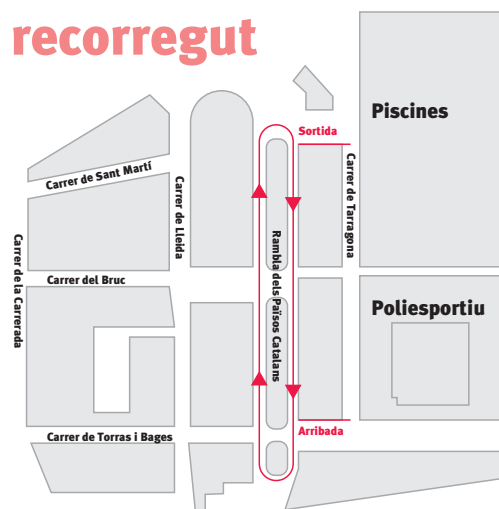 recorregut
Piscines
Sortida
Carrer de Sant Martí
Carrer de Lleida
Carrer de Tarragona
Carrer de la Carrerada
Rambla dels Països Catalans
Carrer del Bruc
Poliesportiu
Arribada
Carrer de Torras i Bages